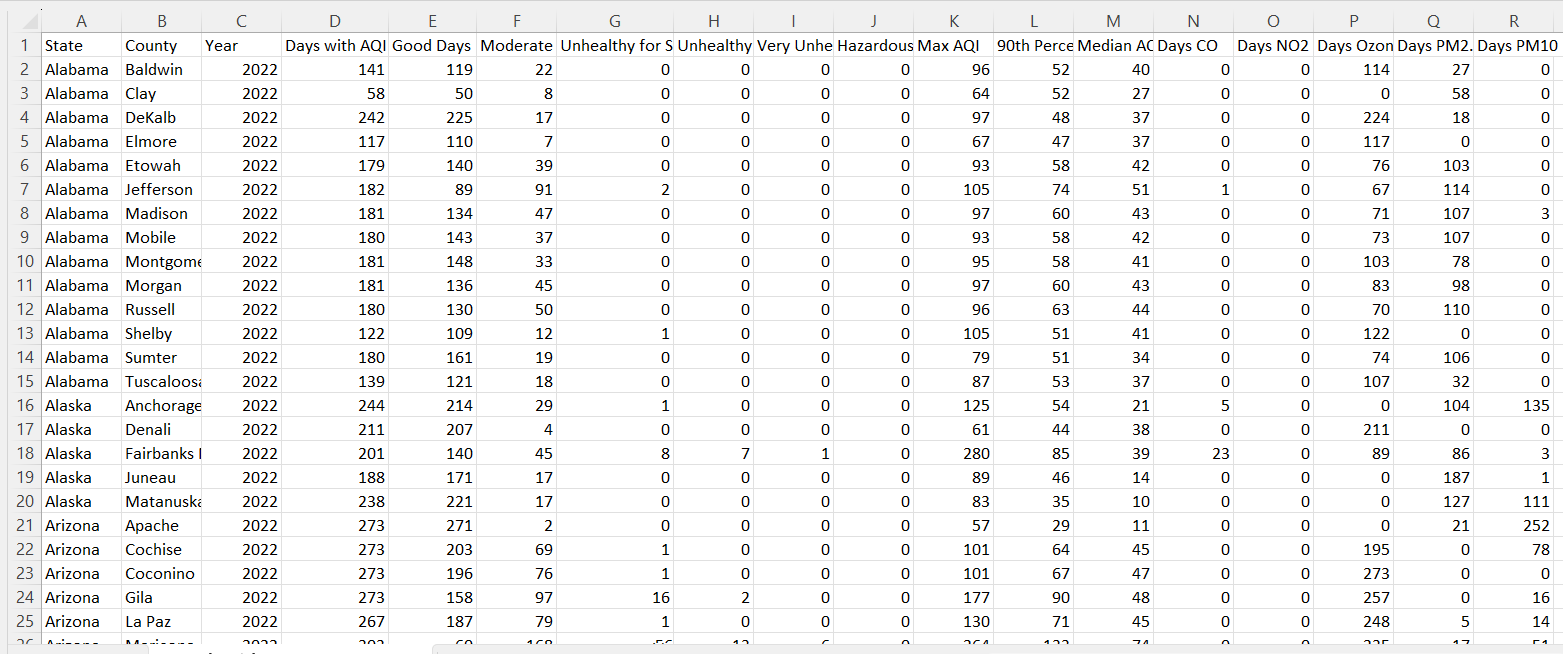 A B C D E F G H I J K L M N O P Q R
1 State County Year Days with AQI Good Days Moderate Unhealthy for S Unhealthy Very Unhe Hazardous Max AQI 90th Perce Median AQ Days CO Days NO2 Days Ozon Days PM2. Days PM10
2 Alabama Baldwin 2022 141 119 22 0 0 0 0 96 52 40 0 0 114 27 0
3 Alabama Clay 2022 58 50 8 0 0 0 0 64 52 27 0 0 0 58 0
4 Alabama DeKalb 2022 242 225 17 0 0 0 0 97 48 37 0 0 224 18 0
5 Alabama Elmore 2022 117 110 7 0 0 0 0 67 47 37 0 0 117 0 0
6 Alabama Etowah 2022 179 140 39 0 0 0 0 93 58 42 0 0 76 103 0
7 Alabama Jefferson 2022 182 89 91 2 0 0 0 105 74 51 1 0 67 114 0
8 Alabama Madison 2022 181 134 47 0 0 0 0 97 60 43 0 0 71 107 3
9 Alabama Mobile 2022 180 143 37 0 0 0 0 93 58 42 0 0 73 107 0
10 Alabama Montgome 2022 181 148 33 0 0 0 0 95 58 41 0 0 103 78 0
11 Alabama Morgan 2022 181 136 45 0 0 0 0 97 60 43 0 0 83 98 0
12 Alabama Russell 2022 180 130 50 0 0 0 0 96 63 44 0 0 70 110 0
13 Alabama Shelby 2022 122 109 12 1 0 0 0 105 51 41 0 0 122 0 0
14 Alabama Sumter 2022 180 161 19 0 0 0 0 79 51 34 0 0 74 106 0
15 Alabama Tuscaloosa 2022 139 121 18 0 0 0 0 87 53 37 0 0 107 32 0
16 Alaska Anchorage 2022 244 214 29 1 0 0 0 125 54 21 5 0 0 104 135
17 Alaska Denali 2022 211 207 4 0 0 0 0 61 44 38 0 0 211 0 0
18 Alaska Fairbanks 2022 201 140 45 8 7 1 0 280 85 39 23 0 89 86 3
19 Alaska Juneau 2022 188 171 17 0 0 0 0 89 46 14 0 0 0 187 1
20 Alaska Matanuska 2022 238 221 17 0 0 0 0 83 35 10 0 0 0 127 111
21 Arizona Apache 2022 273 271 2 0 0 0 0 57 29 11 0 0 0 21 252
22 Arizona Cochise 2022 273 203 69 1 0 0 0 101 64 45 0 0 195 0 78
23 Arizona Coconino 2022 273 196 76 1 0 0 0 101 67 47 0 0 273 0 0
24 Arizona Gila 2022 273 158 97 16 2 0 0 177 90 48 0 0 257 0 16
25 Arizona La Paz 2022 267 187 79 1 0 0 0 130 71 45 0 0 248 5 14